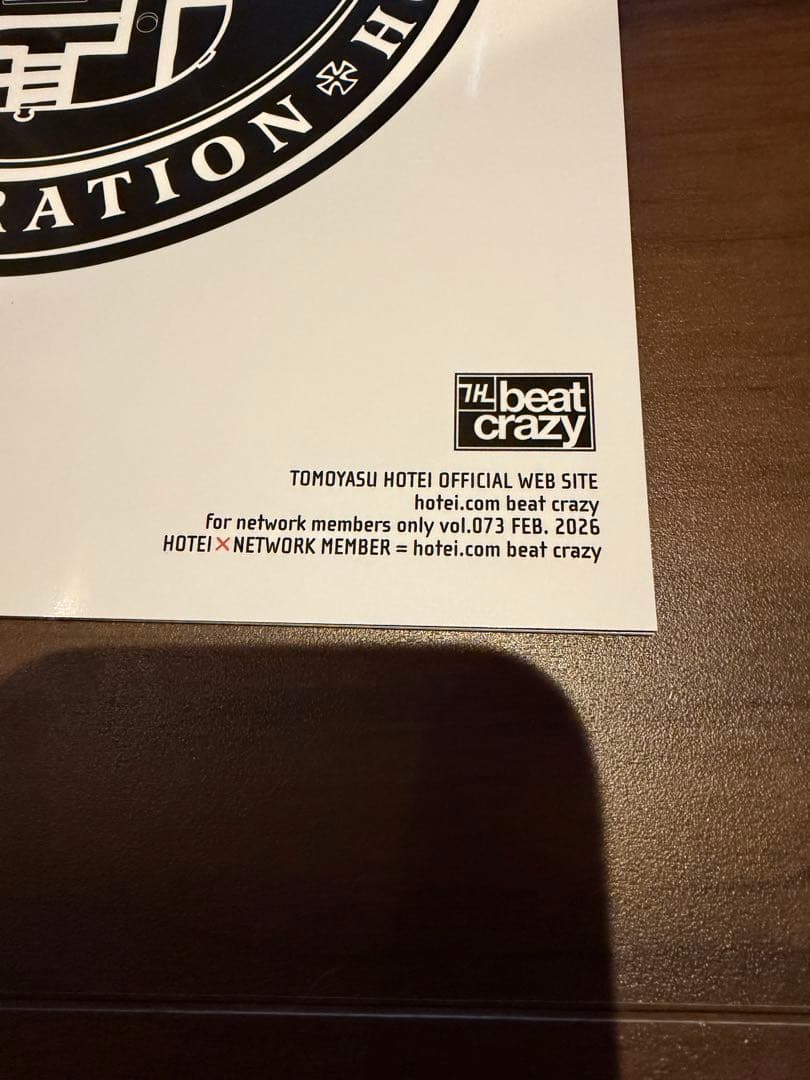 RATION ✠ HO
beat
crazy
TOMOYASU HOTEI OFFICIAL WEB SITE
hotei.com beat crazy
for network members only vol.073 FEB. 2026
HOTEI×NETWORK MEMBER = hotei.com beat crazy